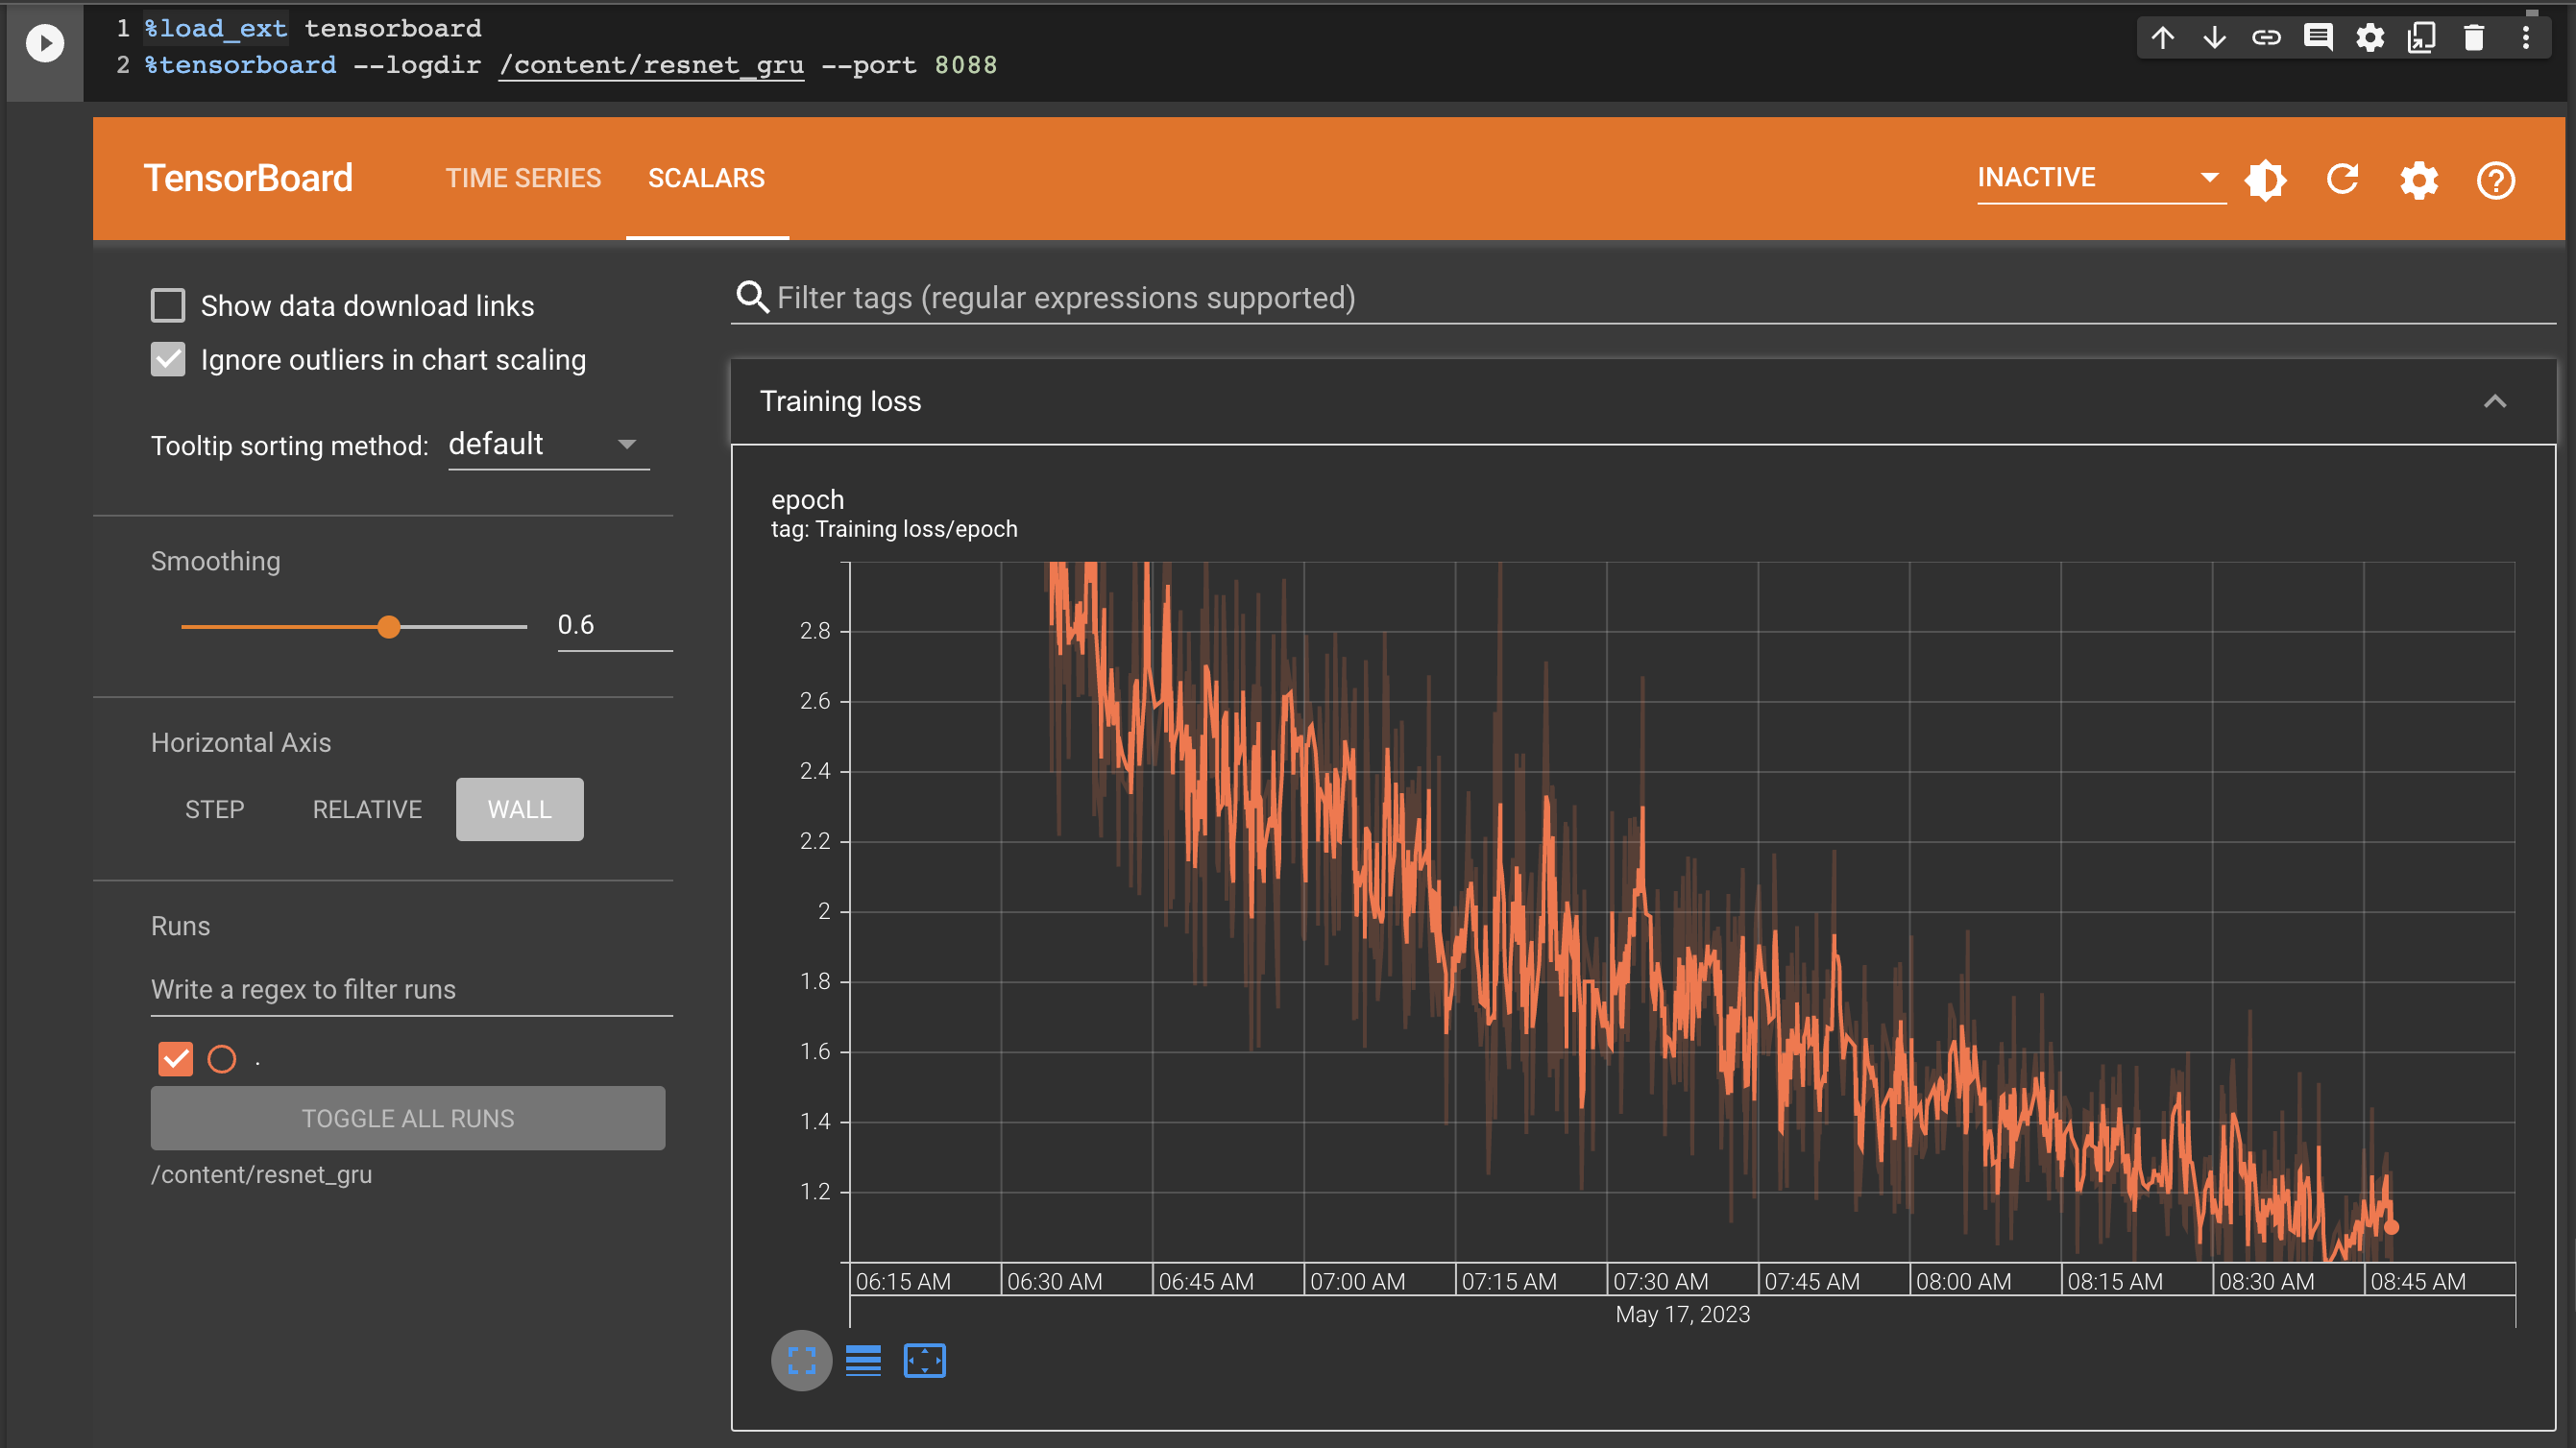 1 %load_ext tensorboard
2 %tensorboard --logdir /content/resnet_gru --port 8088
TensorBoard
TIME SERIES
SCALARS
INACTIVE
Show data download links
Ignore outliers in chart scaling
Tooltip sorting method: default
Smoothing
0.6
Horizontal Axis
STEP
RELATIVE
WALL
Runs
Write a regex to filter runs
.
TOGGLE ALL RUNS
/content/resnet_gru
Filter tags (regular expressions supported)
Training loss
epoch
tag: Training loss/epoch
2.8
2.6
2.4
2.2
2
1.8
1.6
1.4
1.2
06:15 AM
06:30 AM
06:45 AM
07:00 AM
07:15 AM
07:30 AM
07:45 AM
08:00 AM
08:15 AM
08:30 AM
08:45 AM
May 17, 2023